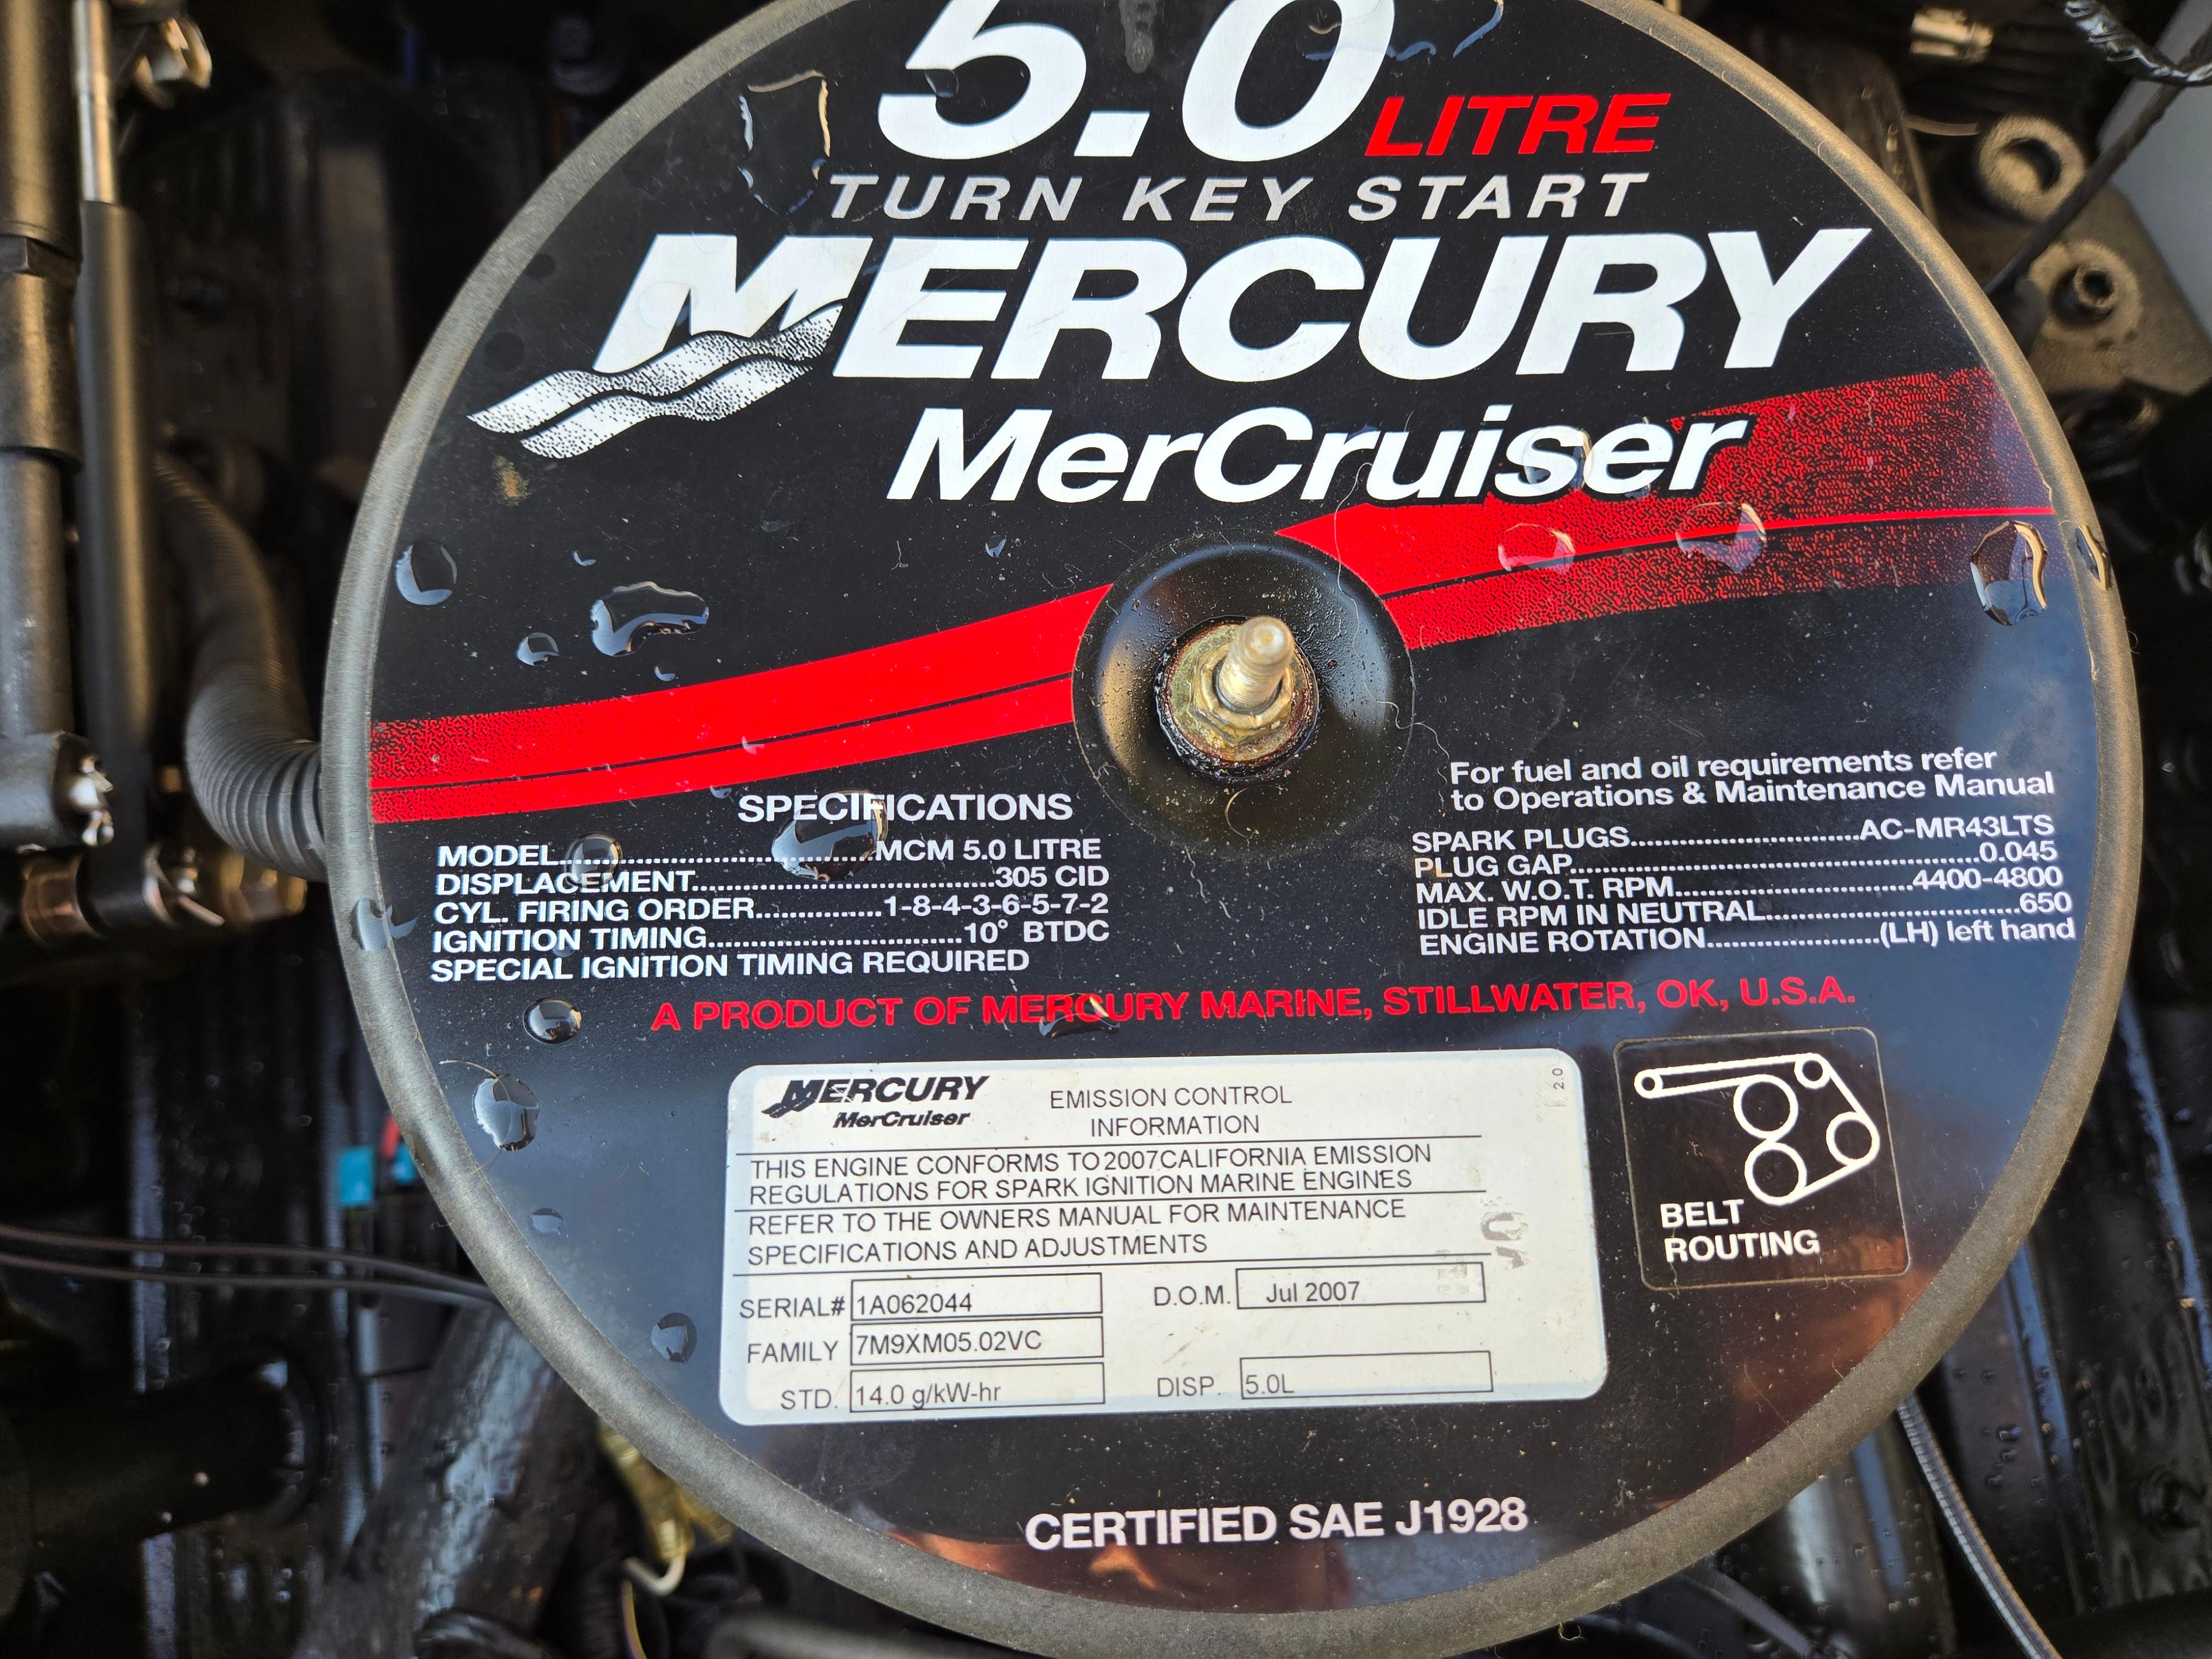 5.0 LITRE
TURN KEY START
MERCURY
MerCruiser
SPECIFICATIONS
MODEL..............................MCM 5.0 LITRE
DISPLACEMENT..............................305 CID
CYL. FIRING ORDER...............1-8-4-3-6-5-7-2
IGNITION TIMING..............................10° BTDC
SPECIAL IGNITION TIMING REQUIRED
For fuel and oil requirements refer
to Operations & Maintenance Manual
SPARK PLUGS..............................AC-MR43LTS
PLUG GAP........................................0.045
MAX. W.O.T. RPM..............................4400-4800
IDLE RPM IN NEUTRAL..............................650
ENGINE ROTATION.....................(LH) left hand
A PRODUCT OF MERCURY MARINE, STILLWATER, OK, U.S.A.
MERCURY
MerCruiser
EMISSION CONTROL
INFORMATION
2.0
THIS ENGINE CONFORMS TO 2007 CALIFORNIA EMISSION
REGULATIONS FOR SPARK IGNITION MARINE ENGINES
REFER TO THE OWNERS MANUAL FOR MAINTENANCE
SPECIFICATIONS AND ADJUSTMENTS
SERIAL# 1A062044
D.O.M. Jul 2007
FAMILY 7M9XM05.02VC
STD. 14.0 g/kW-hr
DISP. 5.0L
BELT
ROUTING
CERTIFIED SAE J1928